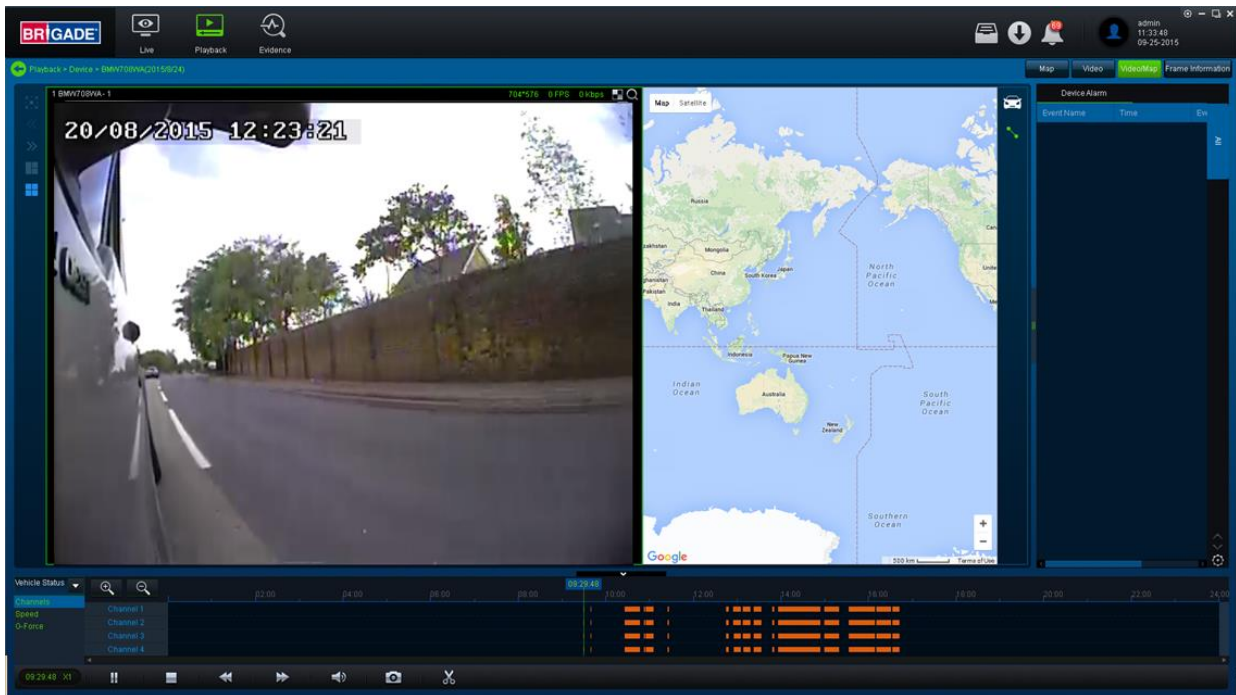 BRIGADE
Live
Playback
Evidence
69
admin
11:33:48
09-25-2015
Playback > Device > BMW708WA(2015/8/24)
Map
Video
Video/Map
Frame Information
1 BMW708WA- 1
704*576 0 FPS 0 kbps
20/08/2015 12:23:21
Map
Satellite
Russia
Mongolia
China
South Korea
Japan
India
Thailand
Indonesia
Papua New
Guinea
Australia
New
Zealand
North
Pacific
Ocean
Indian
Ocean
South
Pacific
Ocean
Southern
Ocean
Pakistan
Google
500 km
Terms of Use
Device Alarm
Event Name
Time
Ev
All
Vehicle Status
Channels
Speed
G-Force
Channel 1
Channel 2
Channel 3
Channel 4
09:29:48
02:00
04:00
06:00
08:00
10:00
12:00
14:00
16:00
18:00
20:00
22:00
24:00
09:29:48 X1